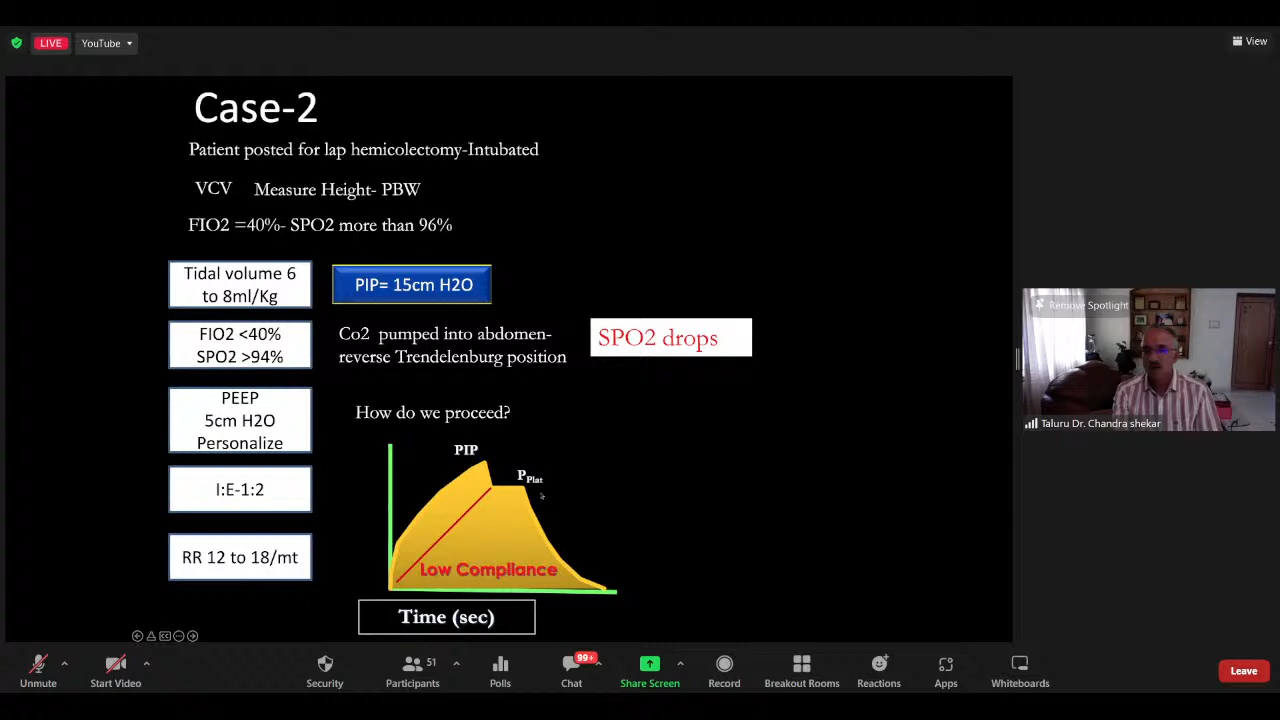 LIVE
YouTube
View
Case-2
Patient posted for lap hemicolectomy-Intubated
VCV Measure Height- PBW
FIO2 =40%- SPO2 more than 96%
Tidal volume 6
to 8ml/Kg
PIP= 15cm H2O
FIO2 <40%
SPO2 >94%
Co2 pumped into abdomen-
reverse Trendelenburg position
SPO2 drops
PEEP
5cm H2O
Personalize
How do we proceed?
PIP
PPlat
I:E-1:2
RR 12 to 18/mt
Low Compliance
Time (sec)
Remove Spotlight
Taluru Dr. Chandra shekar
Unmute
Start Video
Security
51
Participants
Polls
99+
Chat
Share Screen
Record
Breakout Rooms
Reactions
Apps
Whiteboards
Leave